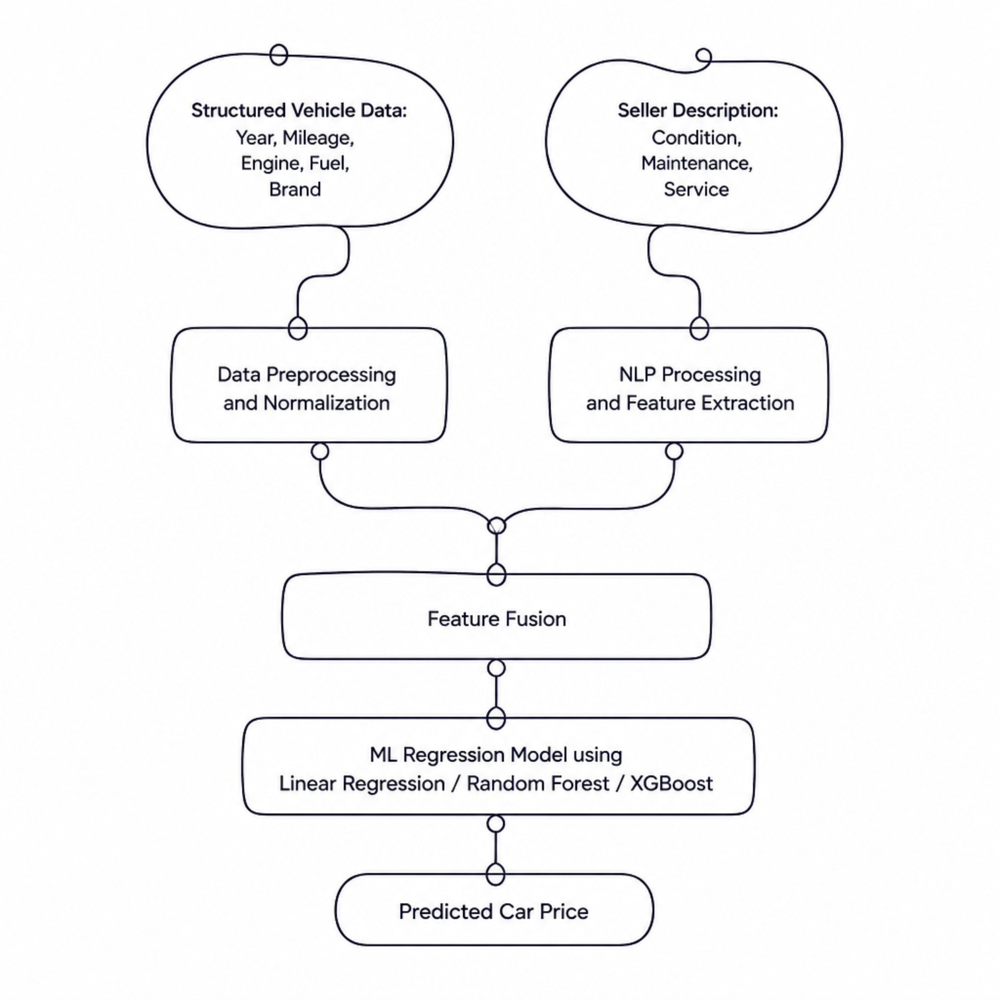 Structured Vehicle Data:
Year, Mileage,
Engine, Fuel,
Brand
Seller Description:
Condition,
Maintenance,
Service
Data Preprocessing
and Normalization
NLP Processing
and Feature Extraction
Feature Fusion
ML Regression Model using
Linear Regression / Random Forest / XGBoost
Predicted Car Price